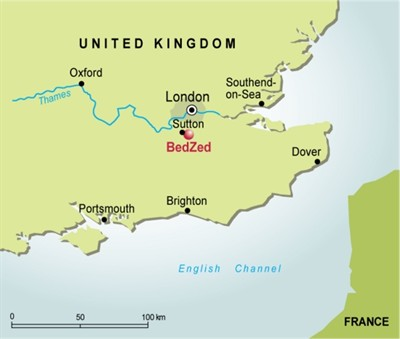 UNITED KINGDOM
Oxford
Thames
London
Southend-
on-Sea
Sutton
BedZed
Dover
Portsmouth
Brighton
English Channel
0 50 100 km
FRANCE